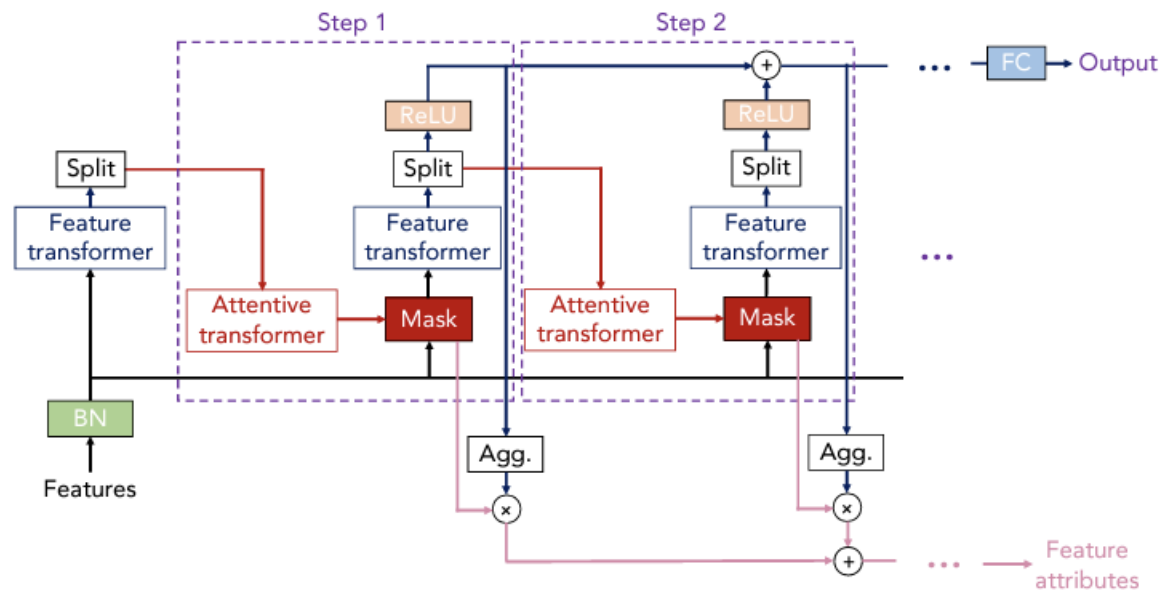 Step 1
Step 2
FC
Output
ReLU
ReLU
Split
Split
Split
Feature
transformer
Feature
transformer
Feature
transformer
...
...
Attentive
transformer
Mask
Attentive
transformer
Mask
BN
Features
Agg.
Agg.
×
×
+
+
...
Feature
attributes